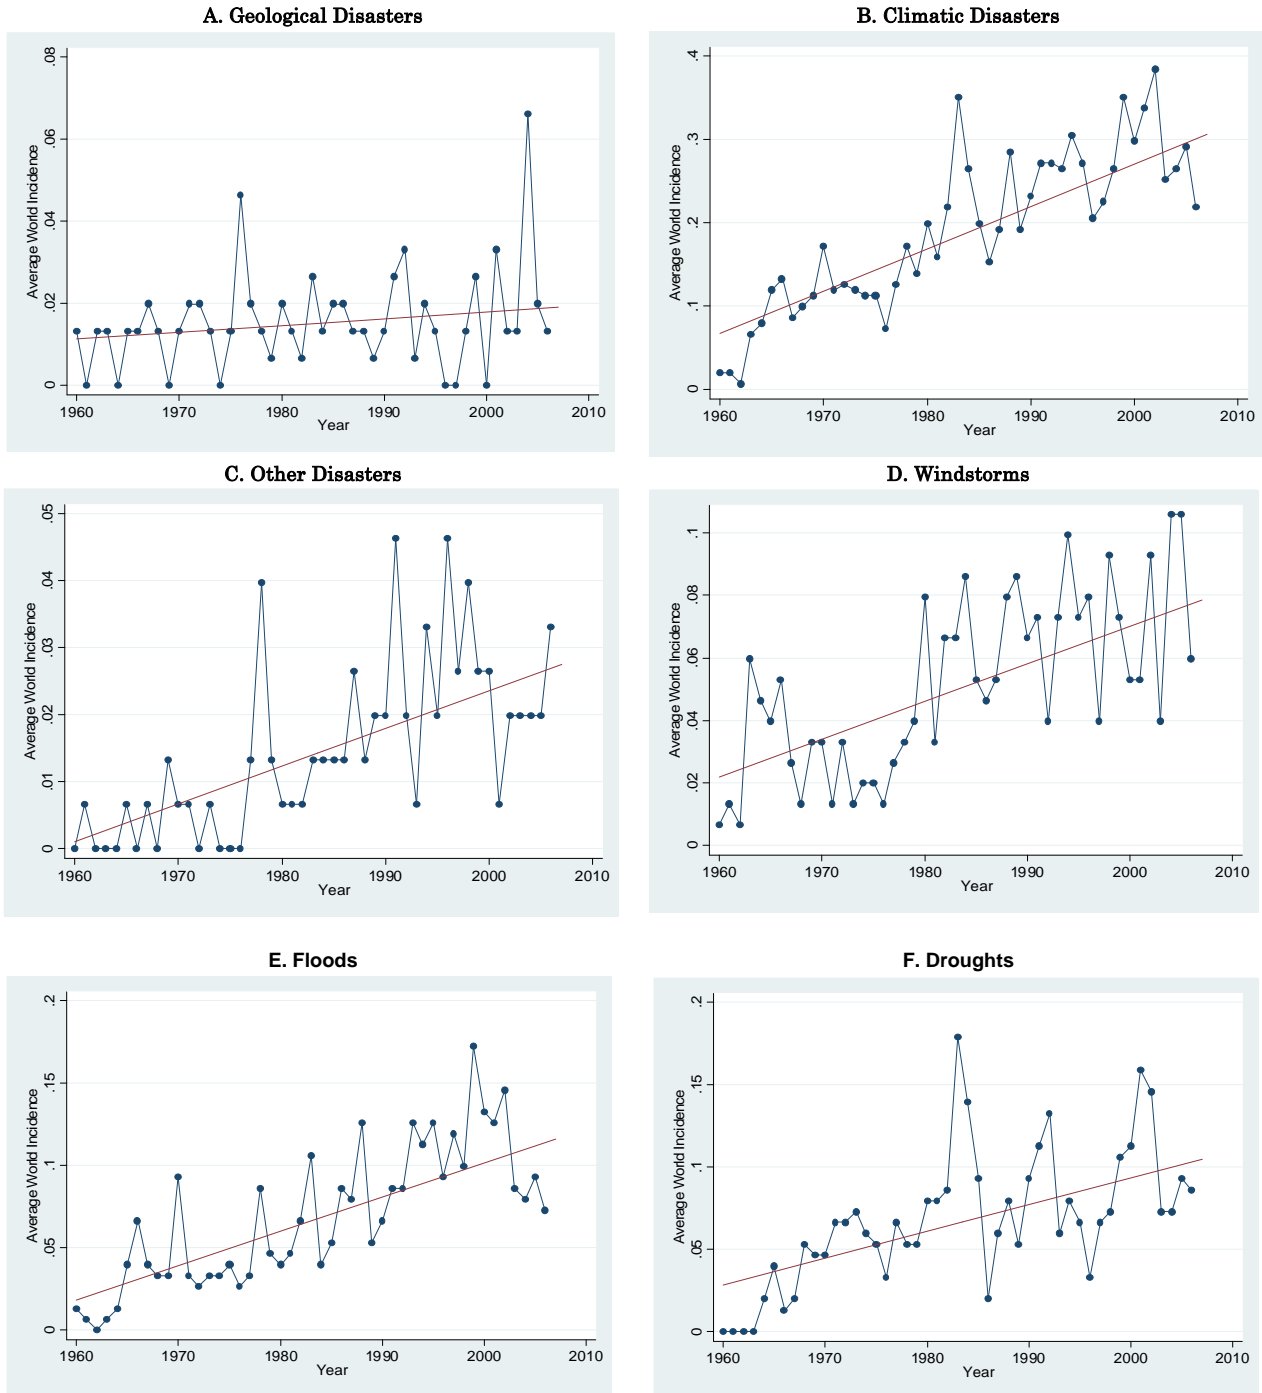 A. Geological Disasters
.08
.06
.04
.02
0
Average World Incidence
1960 1970 1980 1990 2000 2010
Year
B. Climatic Disasters
.4
.3
.2
.1
0
Average World Incidence
1960 1970 1980 1990 2000 2010
Year
C. Other Disasters
.05
.04
.03
.02
.01
0
Average World Incidence
1960 1970 1980 1990 2000 2010
Year
D. Windstorms
.1
.08
.06
.04
.02
0
Average World Incidence
1960 1970 1980 1990 2000 2010
Year
E. Floods
.2
.15
.1
.05
0
Average World Incidence
1960 1970 1980 1990 2000 2010
Year
F. Droughts
.2
.15
.1
.05
0
Average World Incidence
1960 1970 1980 1990 2000 2010
Year